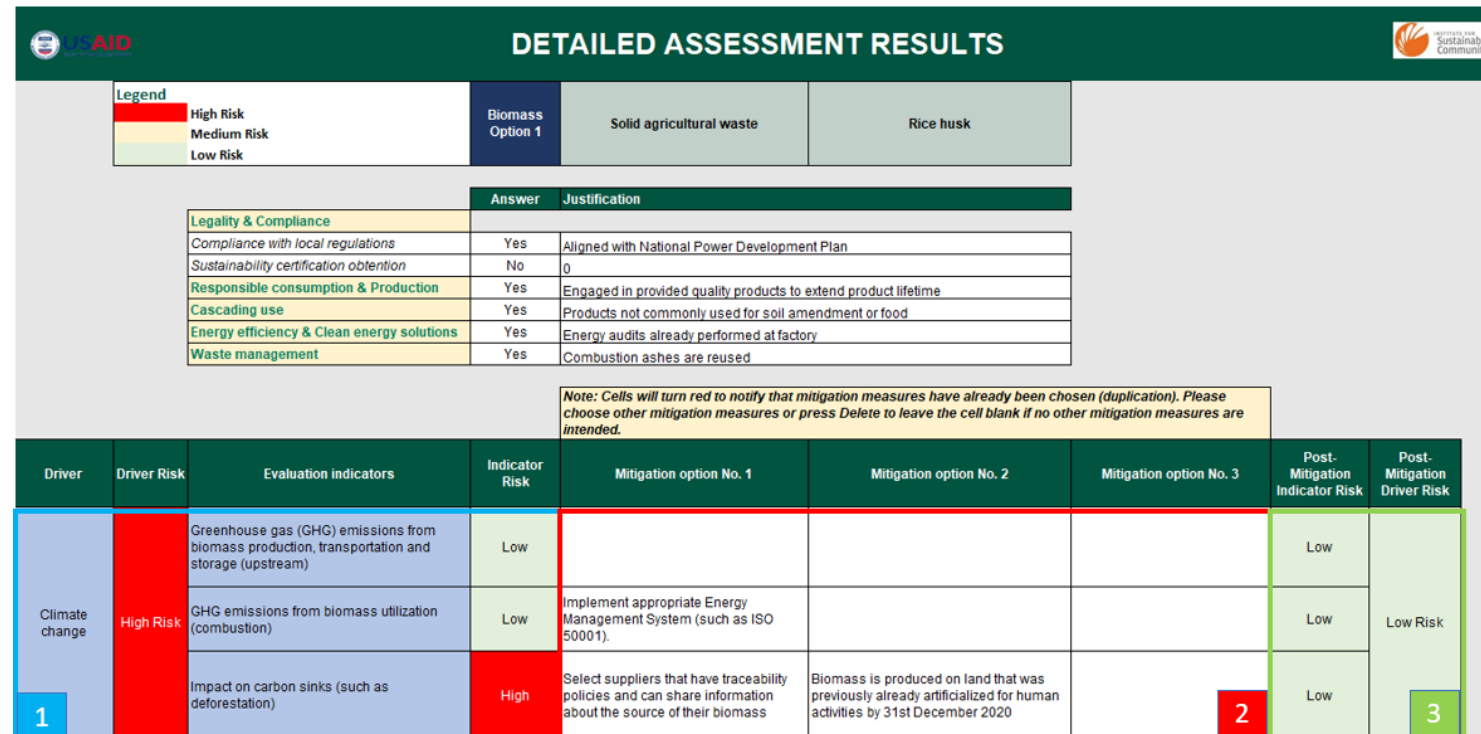 USAID
DETAILED ASSESSMENT RESULTS
INSTITUTE FOR
Legend
High Risk
Medium Risk
Low Risk
Biomass
Option 1
Solid agricultural waste
Rice husk
Answer Justification
Legality & Compliance
Compliance with local regulations Yes Aligned with National Power Development Plan
Sustainability certification obtention No 0
Responsible consumption & Production Yes Engaged in provided quality products to extend product lifetime
Cascading use Yes Products not commonly used for soil amendment or food
Energy efficiency & Clean energy solutions Yes Energy audits already performed at factory
Waste management Yes Combustion ashes are reused
Note: Cells will turn red to notify that mitigation measures have already been chosen (duplication). Please
choose other mitigation measures or press Delete to leave the cell blank if no other mitigation measures are
intended.
Driver
Driver Risk
Evaluation indicators
Indicator
Risk
Mitigation option No. 1
Mitigation option No. 2
Mitigation option No. 3
Post-
Mitigation
Indicator Risk
Post-
Mitigation
Driver Risk
Climate
change
High Risk
Greenhouse gas (GHG) emissions from
biomass production, transportation and
storage (upstream)
Low
Low
GHG emissions from biomass utilization
(combustion)
Low
Implement appropriate Energy
Management System (such as ISO
50001).
Low
Low Risk
Impact on carbon sinks (such as
deforestation)
High
Select suppliers that have traceability
policies and can share information
about the source of their biomass
Biomass is produced on land that was
previously already artificialized for human
activities by 31st December 2020
Low
1
2
3